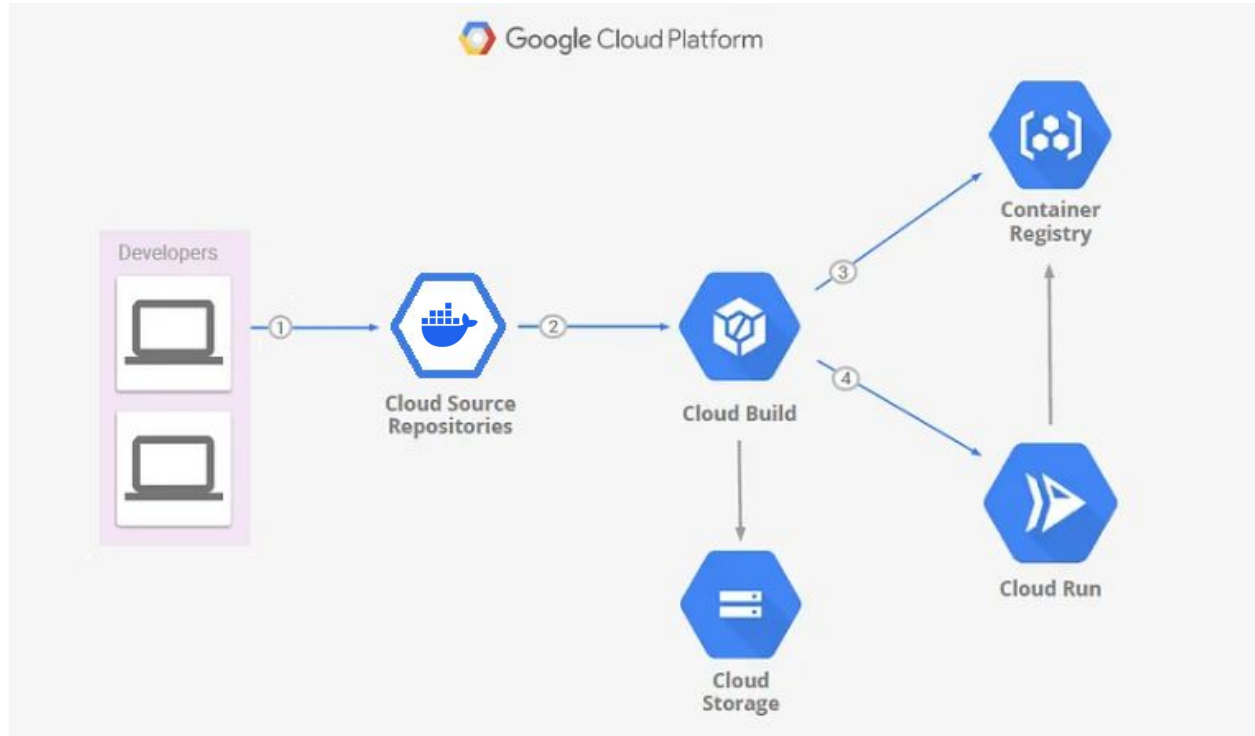 Google Cloud Platform
Container
Registry
Developers
1
2
3
4
Cloud Source
Repositories
Cloud Build
Cloud Run
Cloud
Storage